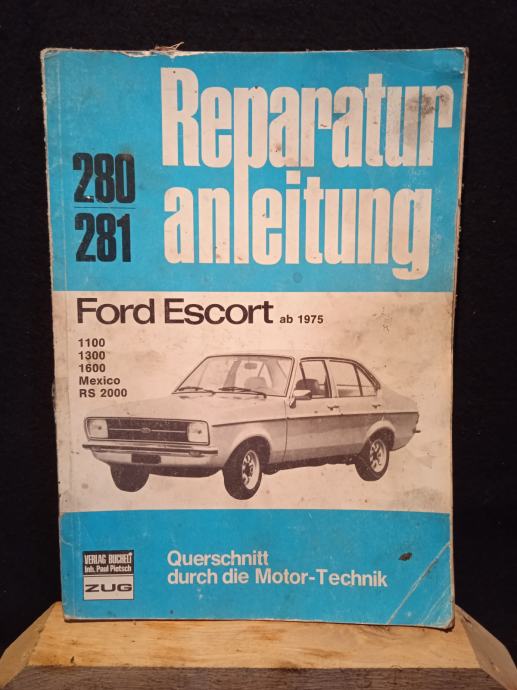 Reparatur
anleitung
280
281
Ford Escort ab 1975
1100
1300
1600
Mexico
RS 2000
VERLAG BUCHELI
Inh. Paul Pietsch
ZUG
Querschnitt
durch die Motor-Technik